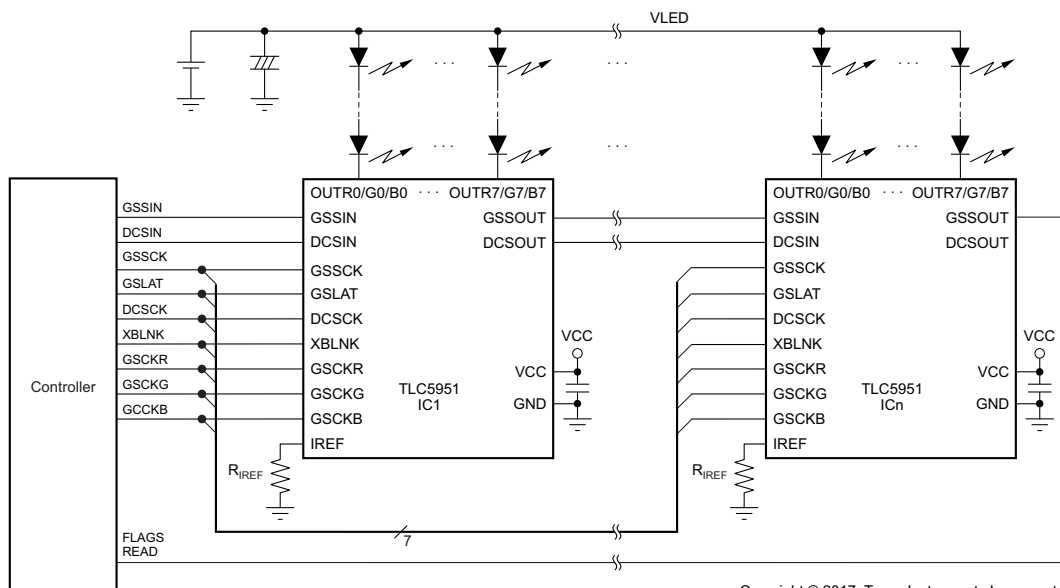 VLED
OUTR0/G0/B0 · · · OUTR7/G7/B7
OUTR0/G0/B0 · · · OUTR7/G7/B7
GSSIN
DCSIN
GSSCK
GSLAT
DCSCK
XBLNK
GSCKR
GSCKG
GCCKB
FLAGS
READ
Controller
GSSIN
DCSIN
GSSCK
GSLAT
DCSCK
XBLNK
GSCKR
GSCKG
GSCKB
IREF
GSSOUT
DCSOUT
VCC
GND
TLC5951
IC1
VCC
RIREF
7
GSSIN
DCSIN
GSSCK
GSLAT
DCSCK
XBLNK
GSCKR
GSCKG
GSCKB
IREF
GSSOUT
DCSOUT
VCC
GND
TLC5951
ICn
VCC
RIREF